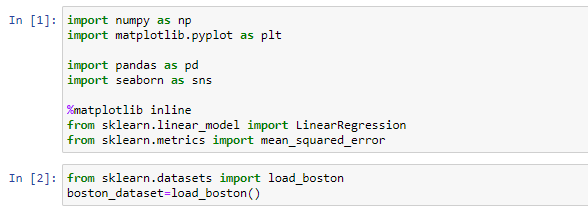 In [1]: import numpy as np
import matplotlib.pyplot as plt
import pandas as pd
import seaborn as sns
%matplotlib inline
from sklearn.linear_model import LinearRegression
from sklearn.metrics import mean_squared_error
In [2]: from sklearn.datasets import load_boston
boston_dataset=load_boston()